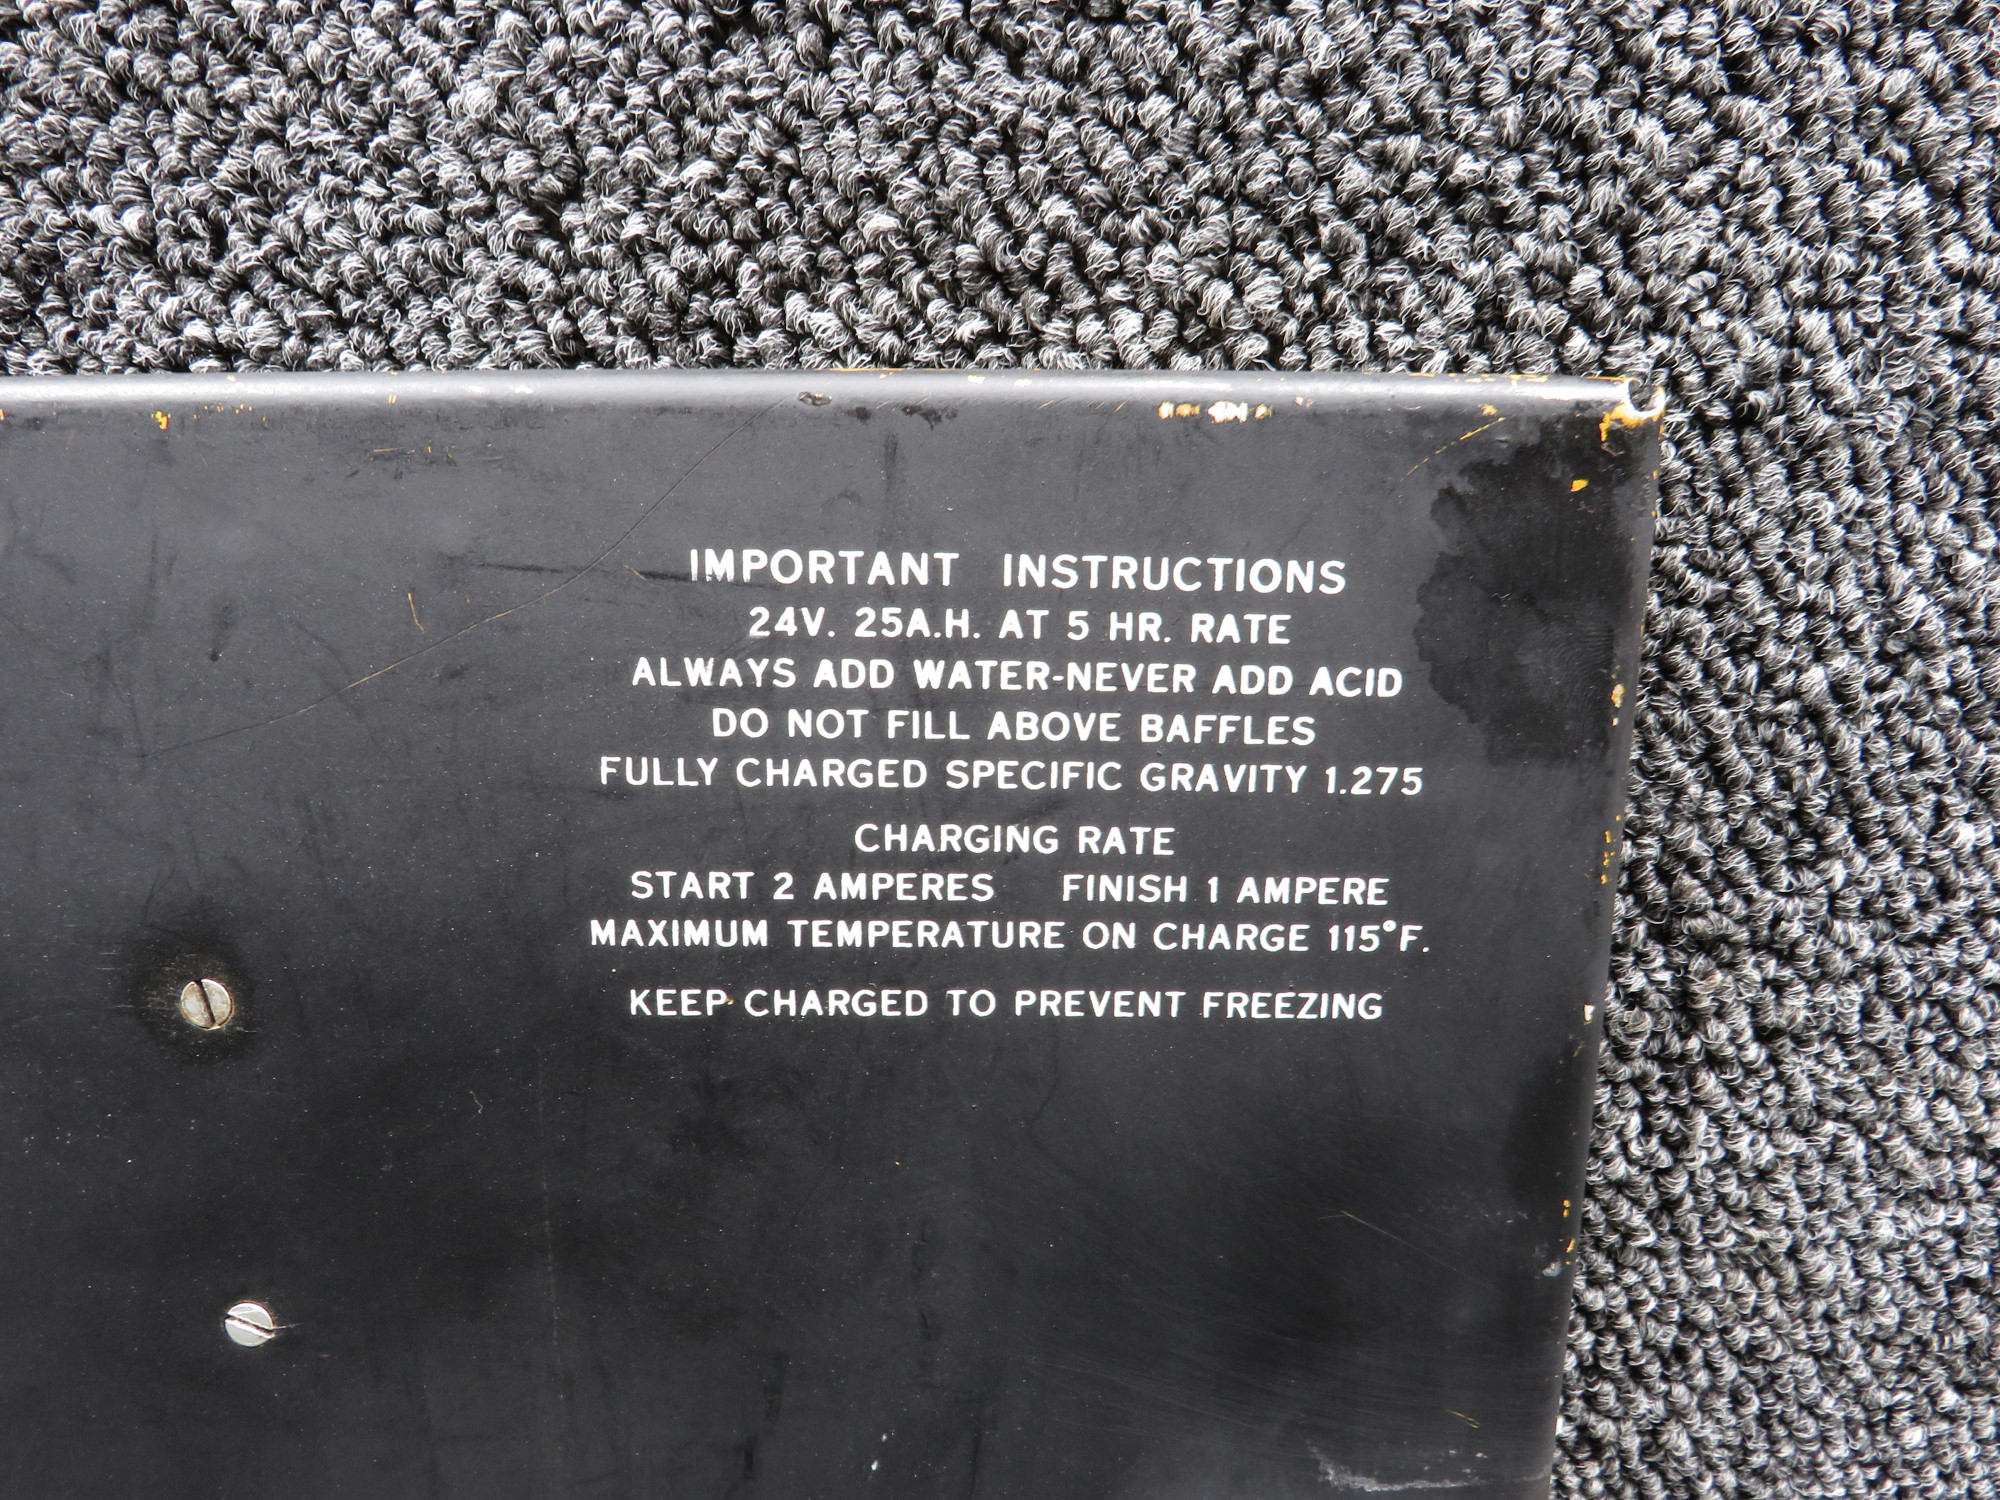 IMPORTANT INSTRUCTIONS
24V. 25A.H. AT 5 HR. RATE
ALWAYS ADD WATER-NEVER ADD ACID
DO NOT FILL ABOVE BAFFLES
FULLY CHARGED SPECIFIC GRAVITY 1.275
CHARGING RATE
START 2 AMPERES FINISH 1 AMPERE
MAXIMUM TEMPERATURE ON CHARGE 115°F.
KEEP CHARGED TO PREVENT FREEZING